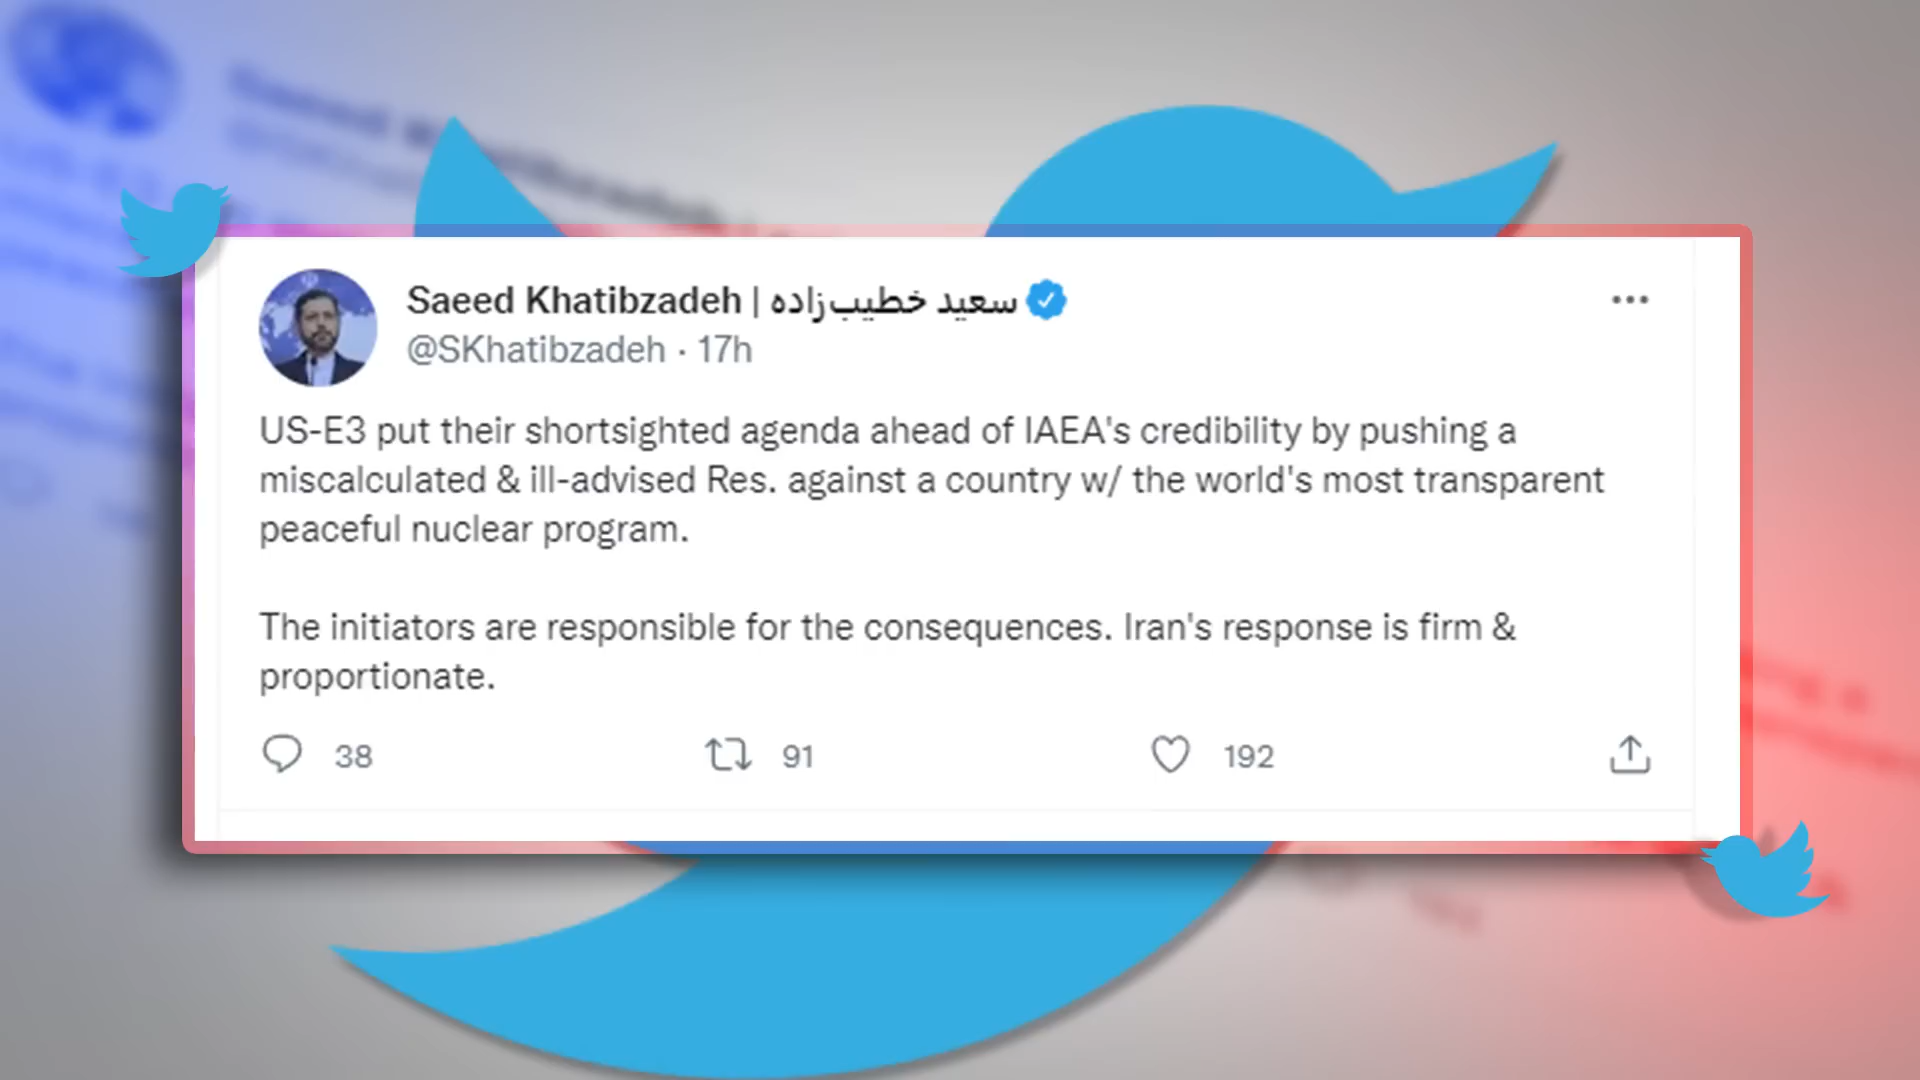 Saeed Khatibzadeh | سعید خطیب‌زاده
@SKhatibzadeh · 17h
US-E3 put their shortsighted agenda ahead of IAEA's credibility by pushing a
miscalculated & ill-advised Res. against a country w/ the world's most transparent
peaceful nuclear program.
The initiators are responsible for the consequences. Iran's response is firm &
proportionate.
38 91 192